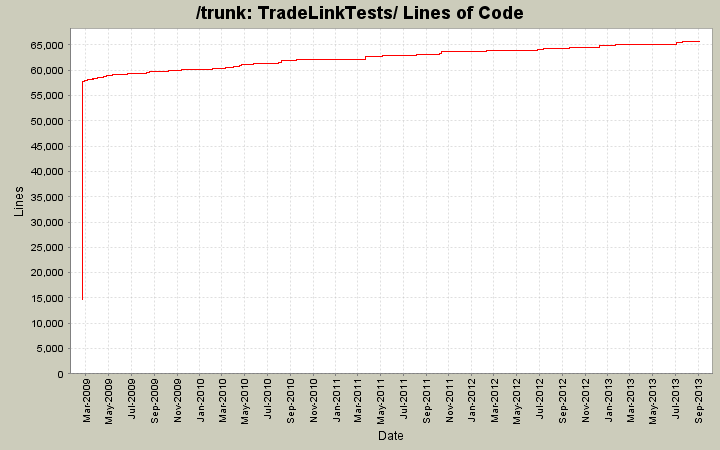 /trunk: TradeLinkTests/ Lines of Code
65,000
60,000
55,000
50,000
45,000
40,000
35,000
30,000
25,000
20,000
15,000
10,000
5,000
0
Lines
Mar-2009
May-2009
Jul-2009
Sep-2009
Nov-2009
Jan-2010
Mar-2010
May-2010
Jul-2010
Sep-2010
Nov-2010
Jan-2011
Mar-2011
May-2011
Jul-2011
Sep-2011
Nov-2011
Jan-2012
Mar-2012
May-2012
Jul-2012
Sep-2012
Nov-2012
Jan-2013
Mar-2013
May-2013
Jul-2013
Sep-2013
Date